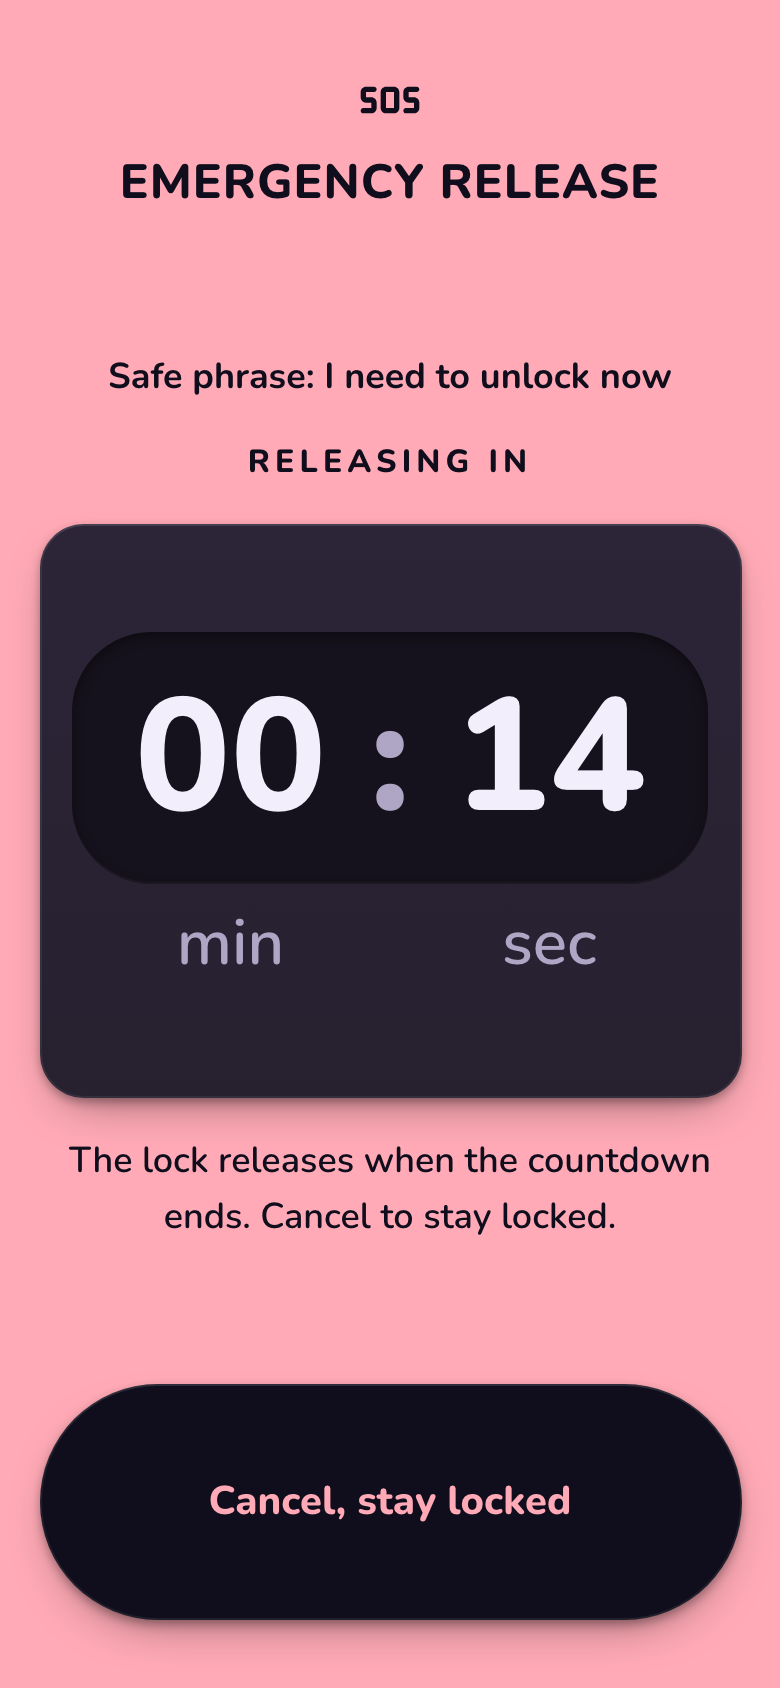 SOS
EMERGENCY RELEASE
Safe phrase: I need to unlock now
RELEASING IN
00 : 14
min sec
The lock releases when the countdown
ends. Cancel to stay locked.
Cancel, stay locked